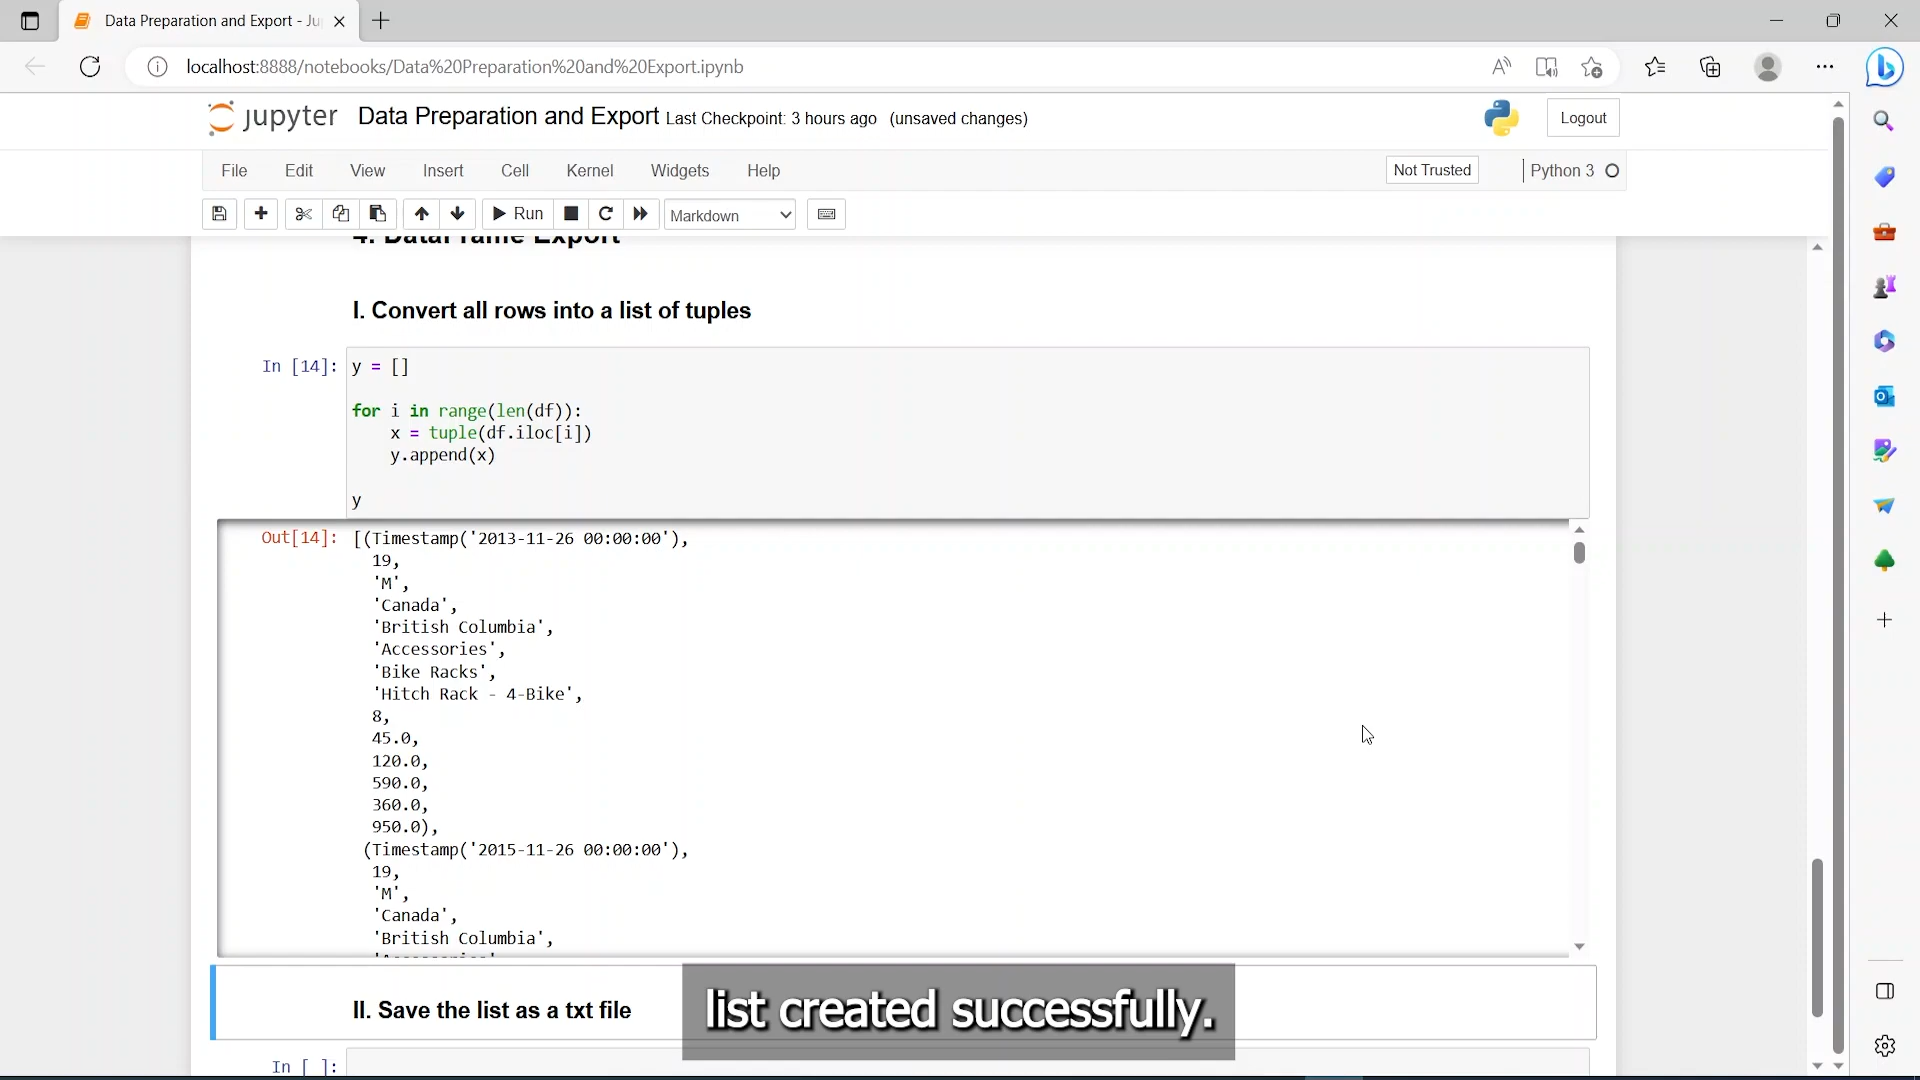 Data Preparation and Export - Ju
localhost:8888/notebooks/Data%20Preparation%20and%20Export.ipynb
jupyter Data Preparation and Export Last Checkpoint: 3 hours ago (unsaved changes)
Logout
File Edit View Insert Cell Kernel Widgets Help
Not Trusted
Python 3
Run
Markdown
4. DataFrame Export
I. Convert all rows into a list of tuples
In [14]: y = []
for i in range(len(df)):
x = tuple(df.iloc[i])
y.append(x)
y
Out[14]: [(Timestamp('2013-11-26 00:00:00'),
19,
'M',
'Canada',
'British Columbia',
'Accessories',
'Bike Racks',
'Hitch Rack - 4-Bike',
8,
45.0,
120.0,
590.0,
360.0,
950.0),
(Timestamp('2015-11-26 00:00:00'),
19,
'M',
'Canada',
'British Columbia',
II. Save the list as a txt file
list created successfully.
In [ ]: